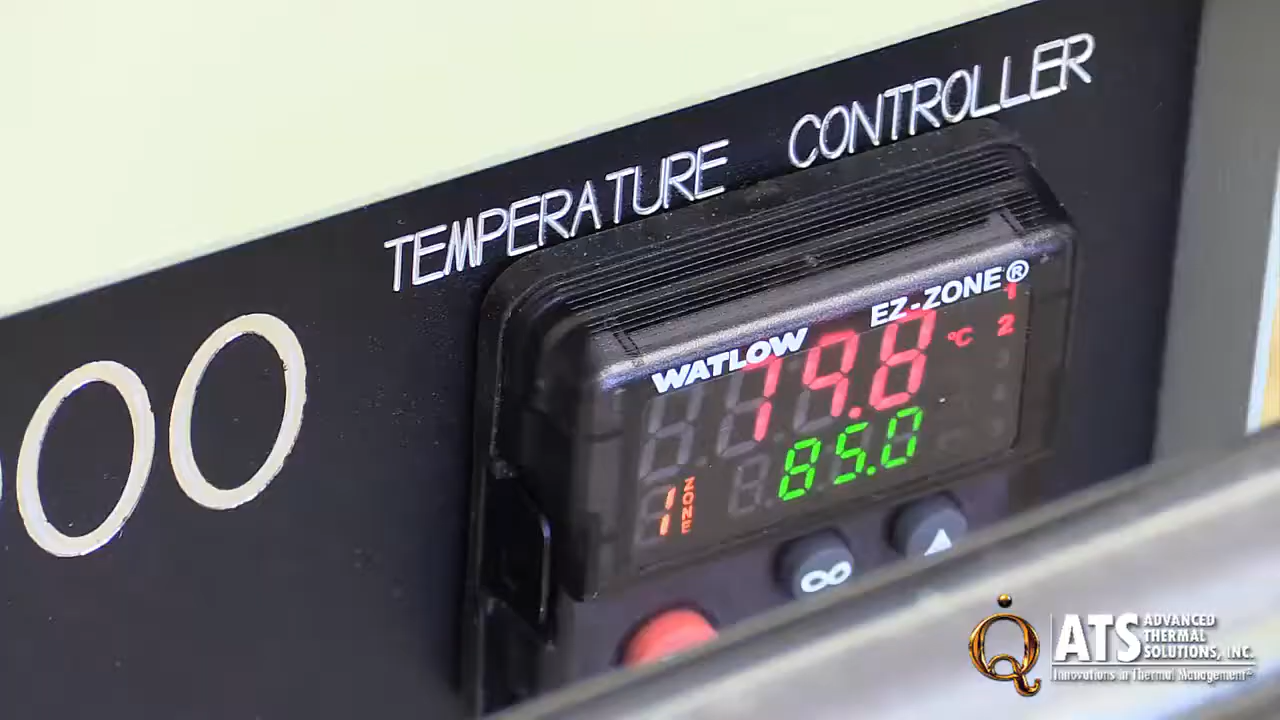 TEMPERATURE CONTROLLER
00
WATLOW EZ-ZONE®
1
79.8 °C 2
85.0
1 ZONE
ATS ADVANCED
THERMAL
SOLUTIONS, INC.
Innovations in Thermal Management